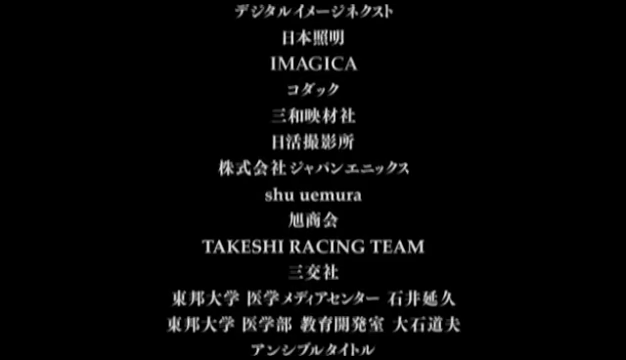 デジタルイメージネクスト
日本照明
IMAGICA
コダック
三和映材社
日活撮影所
株式会社ジャパンエニックス
shu uemura
旭商会
TAKESHI RACING TEAM
三交社
東邦大学 医学メディアセンター 石井延久
東邦大学 医学部 教育開発室 大石道夫
アンシブルタイトル